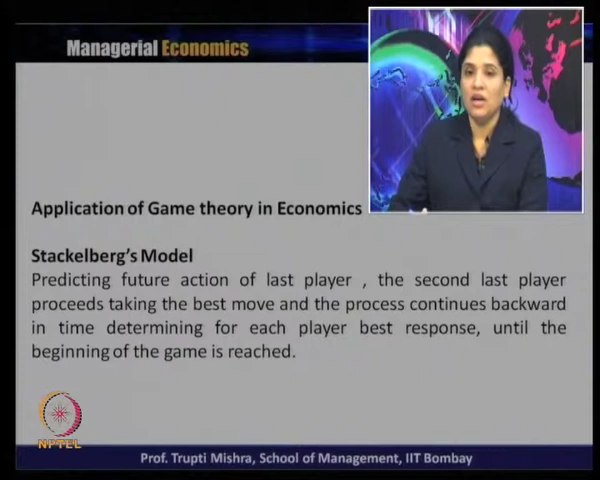 Managerial Economics
Application of Game theory in Economics
Stackelberg's Model
Predicting future action of last player , the second last player
proceeds taking the best move and the process continues backward
in time determining for each player best response, until the
beginning of the game is reached.
NPTEL
Prof. Trupti Mishra, School of Management, IIT Bombay